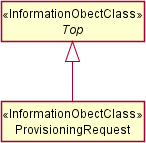 «InformationObectClass»
Top
«InformationObectClass»
ProvisioningRequest